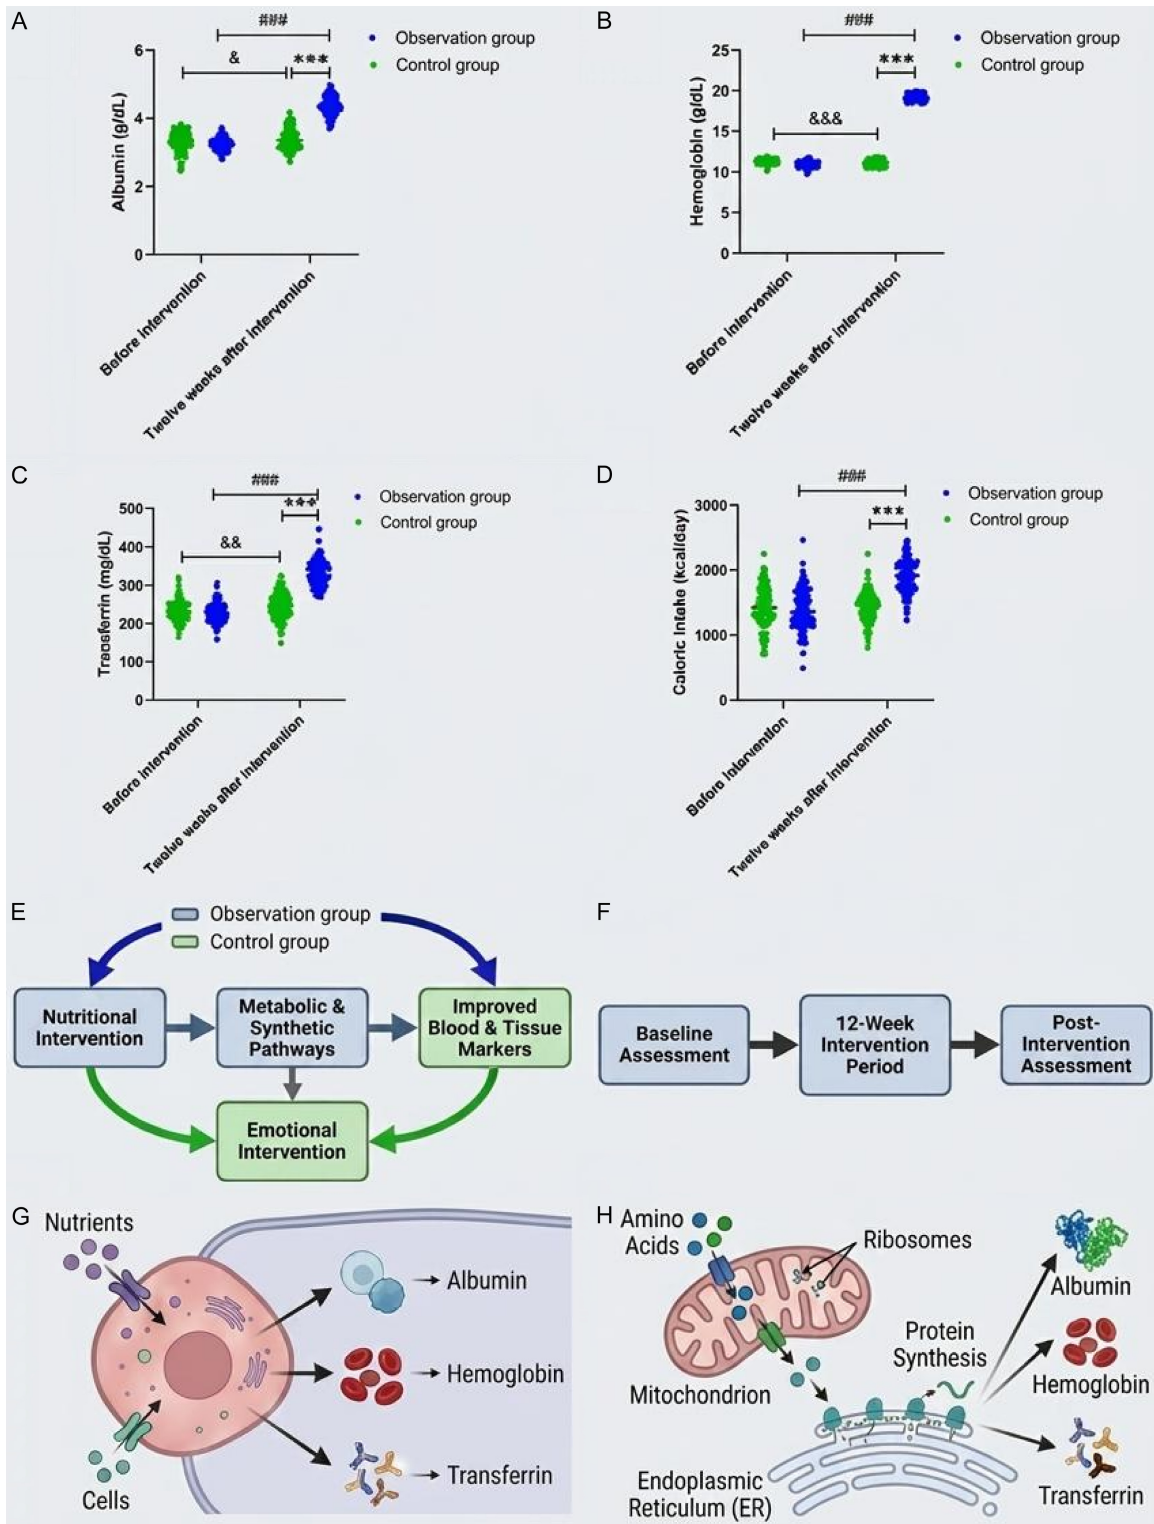 A
###
&
***
Observation group
Control group
6
4
2
0
Albumin (g/dL)
Before intervention
Twelve weeks after intervention
B
###
***
&&&
Observation group
Control group
25
20
15
10
5
0
Hemoglobin (g/dL)
Before intervention
Twelve weeks after intervention
C
###
***
&&
Observation group
Control group
500
400
300
200
100
0
Transferrin (mg/dL)
Before intervention
Twelve weeks after intervention
D
###
***
Observation group
Control group
3000
2000
1000
0
Caloric intake (kcal/day)
Before intervention
Twelve weeks after intervention
E
Observation group
Control group
Nutritional
Intervention
Metabolic &
Synthetic
Pathways
Improved
Blood & Tissue
Markers
Emotional
Intervention
F
Baseline
Assessment
12-Week
Intervention
Period
Post-
Intervention
Assessment
G
Nutrients
Cells
Albumin
Hemoglobin
Transferrin
H
Amino
Acids
Ribosomes
Mitochondrion
Protein
Synthesis
Endoplasmic
Reticulum (ER)
Albumin
Hemoglobin
Transferrin